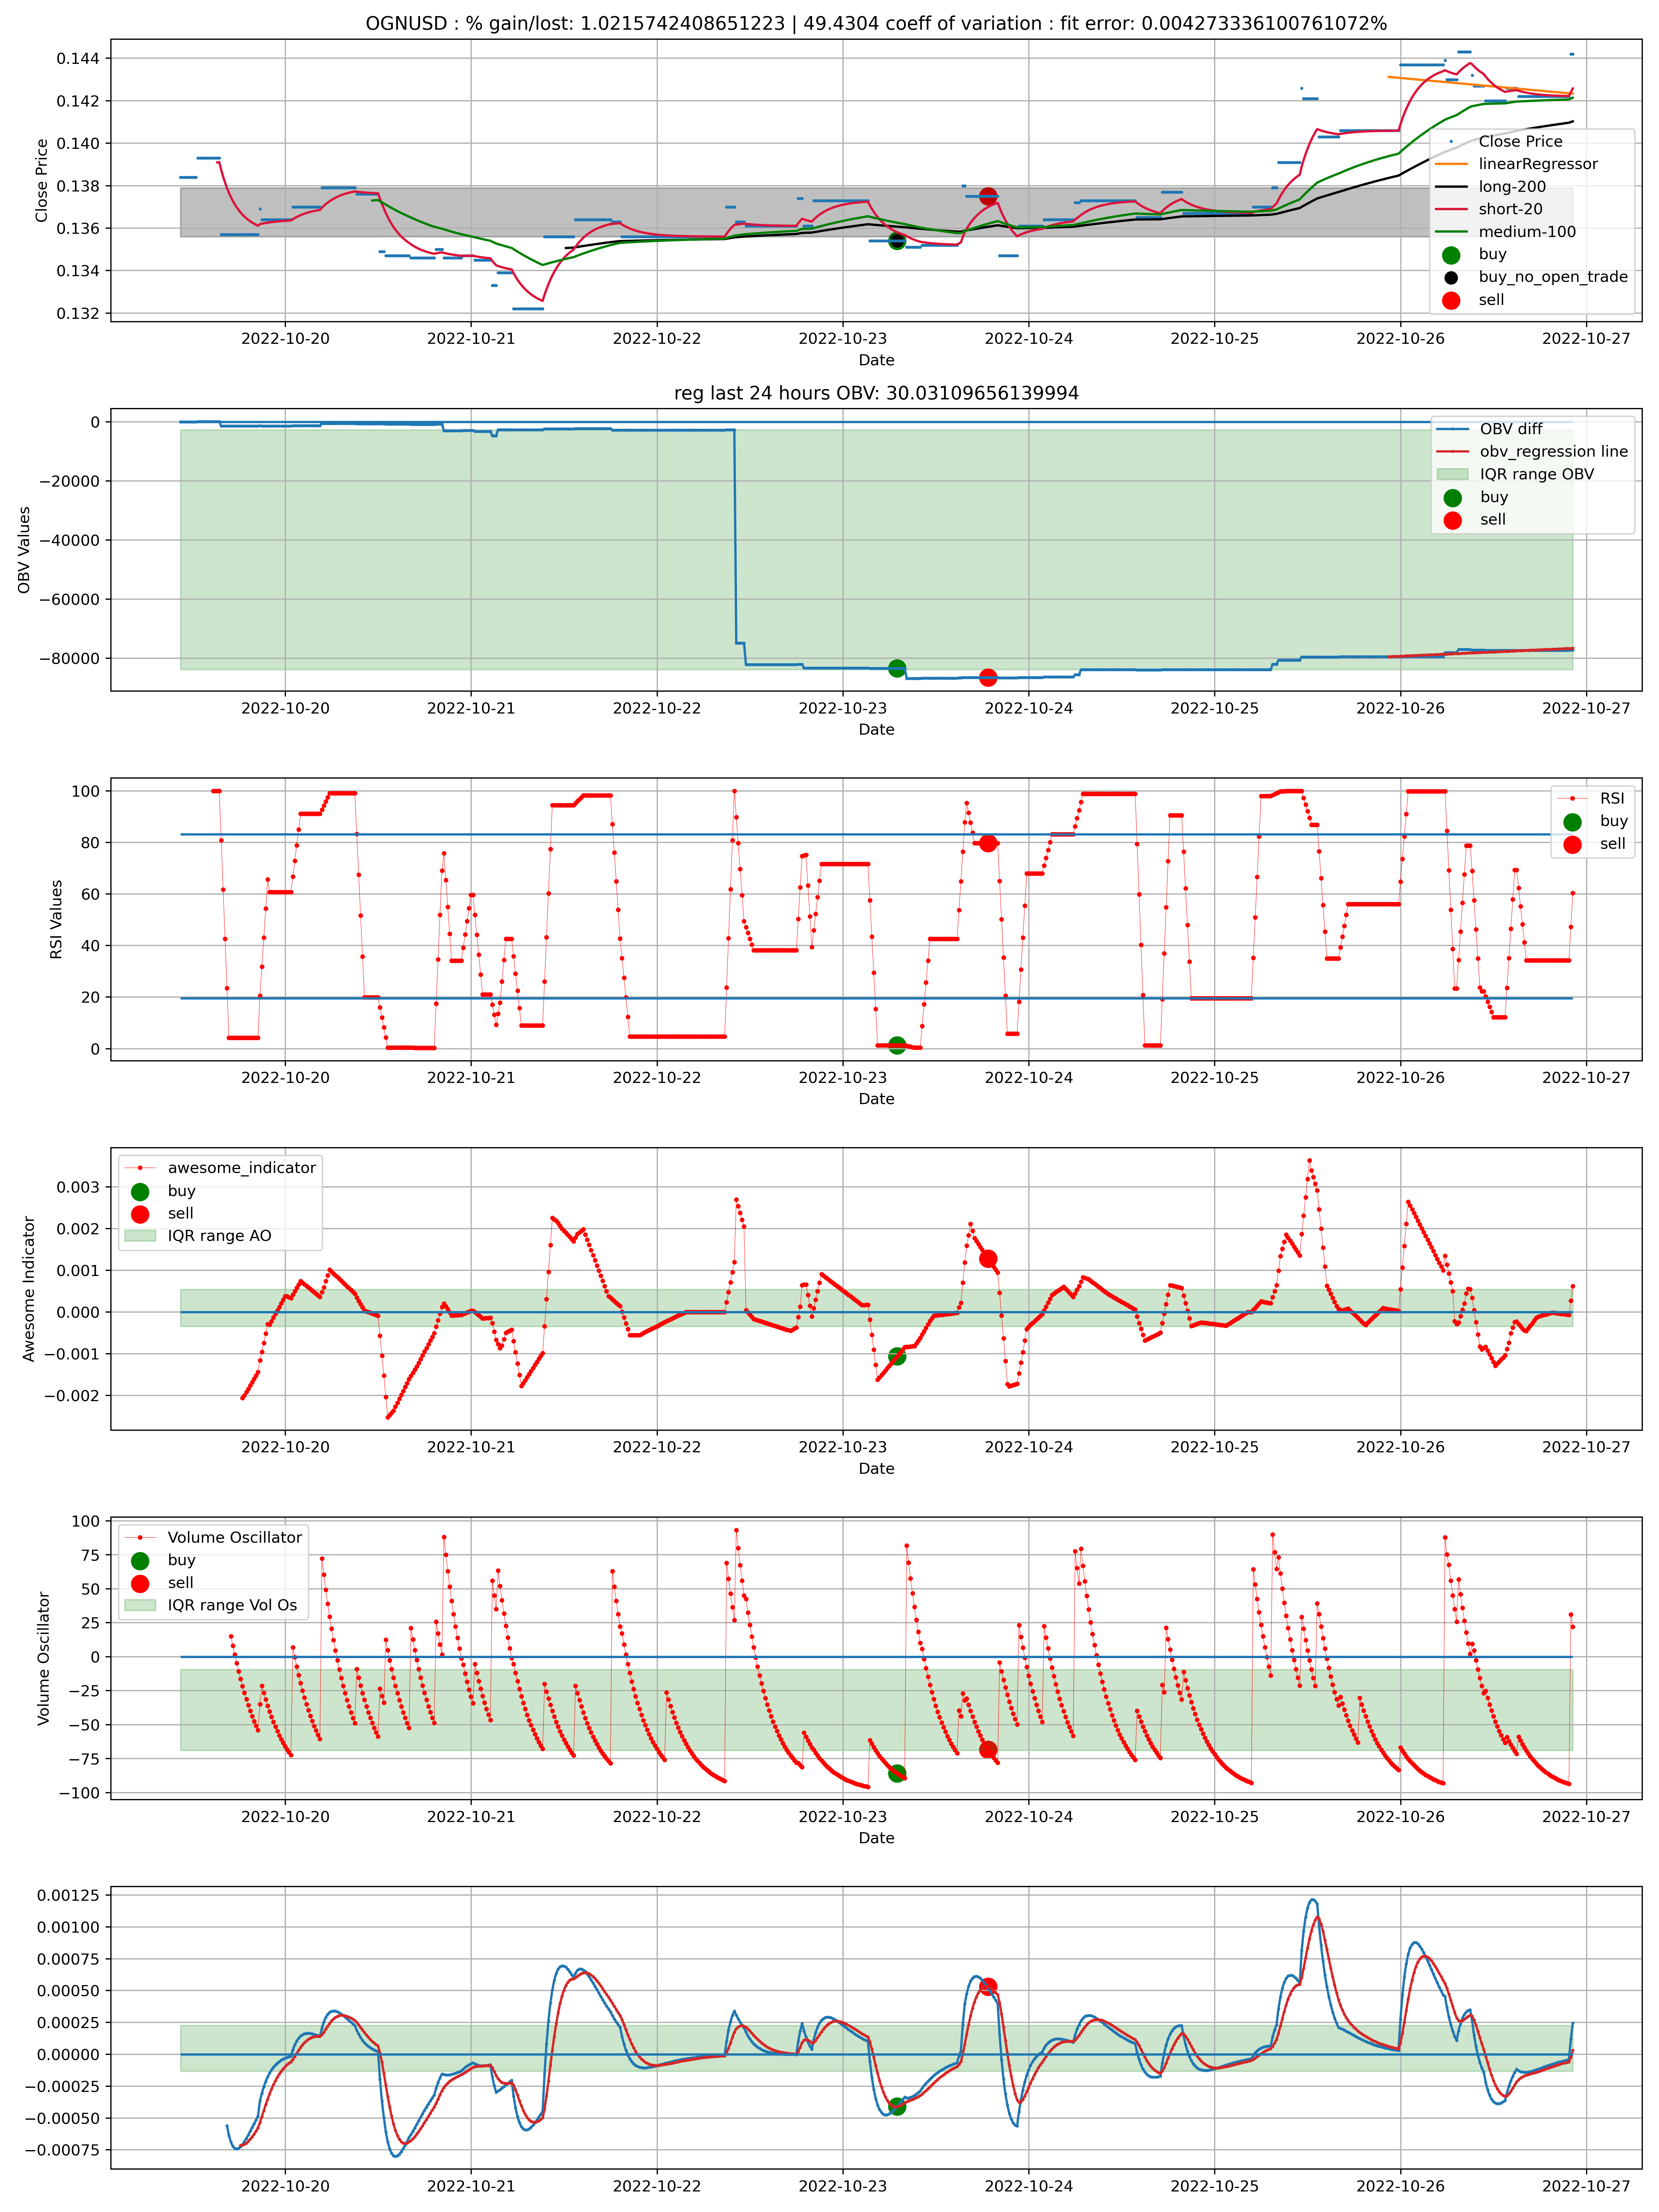 OGNUSD : % gain/lost: 1.0215742408651223 | 49.4304 coeff of variation : fit error: 0.004273336100761072%
0.144
0.142
0.140
0.138
0.136
0.134
0.132
Close Price
Close Price
linearRegressor
long-200
short-20
medium-100
buy
buy_no_open_trade
sell
2022-10-20 2022-10-21 2022-10-22 2022-10-23 2022-10-24 2022-10-25 2022-10-26 2022-10-27
Date
reg last 24 hours OBV: 30.03109656139994
0
−20000
−40000
−60000
−80000
OBV Values
OBV diff
obv_regression line
IQR range OBV
buy
sell
2022-10-20 2022-10-21 2022-10-22 2022-10-23 2022-10-24 2022-10-25 2022-10-26 2022-10-27
Date
100
80
60
40
20
0
RSI Values
RSI
buy
sell
2022-10-20 2022-10-21 2022-10-22 2022-10-23 2022-10-24 2022-10-25 2022-10-26 2022-10-27
Date
0.003
0.002
0.001
0.000
−0.001
−0.002
Awesome Indicator
awesome_indicator
buy
sell
IQR range AO
2022-10-20 2022-10-21 2022-10-22 2022-10-23 2022-10-24 2022-10-25 2022-10-26 2022-10-27
Date
100
75
50
25
0
−25
−50
−75
−100
Volume Oscillator
Volume Oscillator
buy
sell
IQR range Vol Os
2022-10-20 2022-10-21 2022-10-22 2022-10-23 2022-10-24 2022-10-25 2022-10-26 2022-10-27
Date
0.00125
0.00100
0.00075
0.00050
0.00025
0.00000
−0.00025
−0.00050
−0.00075
2022-10-20 2022-10-21 2022-10-22 2022-10-23 2022-10-24 2022-10-25 2022-10-26 2022-10-27